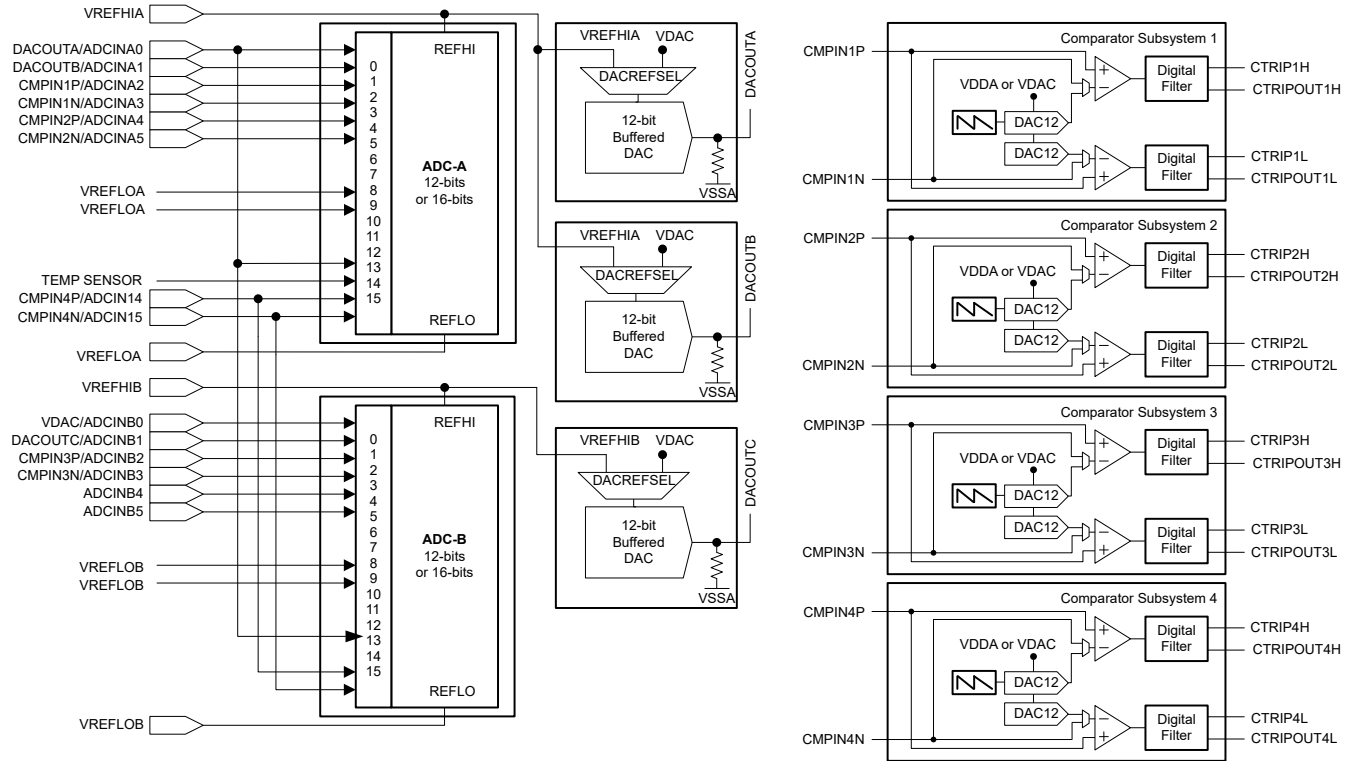 VREFHIA
DACOUTA/ADCINA0
DACOUTB/ADCINA1
CMPIN1P/ADCINA2
CMPIN1N/ADCINA3
CMPIN2P/ADCINA4
CMPIN2N/ADCINA5
VREFLOA
VREFLOA
TEMP SENSOR
CMPIN4P/ADCIN14
CMPIN4N/ADCIN15
VREFLOA
REFHI
0
1
2
3
4
5
6
7
8
9
10
11
12
13
14
15
ADC-A
12-bits
or 16-bits
REFLO
VREFHIB
VDAC/ADCINB0
DACOUTC/ADCINB1
CMPIN3P/ADCINB2
CMPIN3N/ADCINB3
ADCINB4
ADCINB5
VREFLOB
VREFLOB
VREFLOB
REFHI
0
1
2
3
4
5
6
7
8
9
10
11
12
13
14
15
ADC-B
12-bits
or 16-bits
REFLO
VREFHIA VDAC
DACREFSEL
12-bit
Buffered
DAC
VSSA
DACOUTA
VREFHIA VDAC
DACREFSEL
12-bit
Buffered
DAC
VSSA
DACOUTB
VREFHIB VDAC
DACREFSEL
12-bit
Buffered
DAC
VSSA
DACOUTC
Comparator Subsystem 1
CMPIN1P
VDDA or VDAC
DAC12
DAC12
CMPIN1N
+
−
−
+
Digital
Filter
Digital
Filter
CTRIP1H
CTRIPOUT1H
CTRIP1L
CTRIPOUT1L
Comparator Subsystem 2
CMPIN2P
VDDA or VDAC
DAC12
DAC12
CMPIN2N
+
−
−
+
Digital
Filter
Digital
Filter
CTRIP2H
CTRIPOUT2H
CTRIP2L
CTRIPOUT2L
Comparator Subsystem 3
CMPIN3P
VDDA or VDAC
DAC12
DAC12
CMPIN3N
+
−
−
+
Digital
Filter
Digital
Filter
CTRIP3H
CTRIPOUT3H
CTRIP3L
CTRIPOUT3L
Comparator Subsystem 4
CMPIN4P
VDDA or VDAC
DAC12
DAC12
CMPIN4N
+
−
−
+
Digital
Filter
Digital
Filter
CTRIP4H
CTRIPOUT4H
CTRIP4L
CTRIPOUT4L